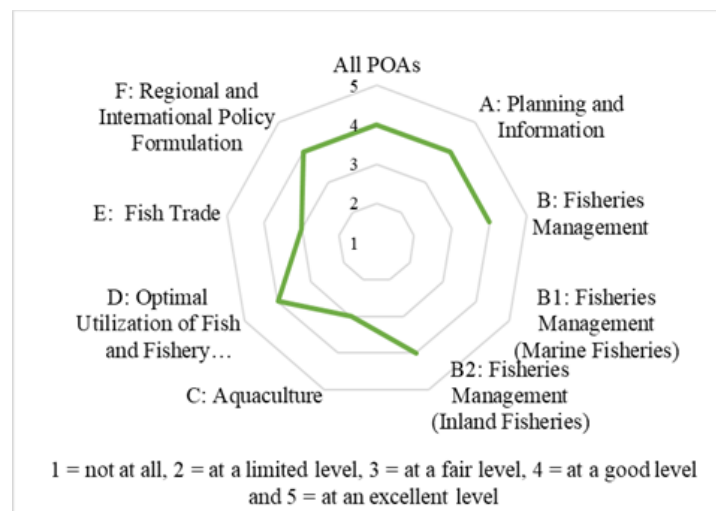 All POAs
5
4
3
2
1
A: Planning and
Information
B: Fisheries
Management
B1: Fisheries
Management
(Marine Fisheries)
B2: Fisheries
Management
(Inland Fisheries)
C: Aquaculture
D: Optimal
Utilization of Fish
and Fishery…
E:  Fish Trade
F: Regional and
International Policy
Formulation
1 = not at all, 2 = at a limited level, 3 = at a fair level, 4 = at a good level
and 5 = at an excellent level